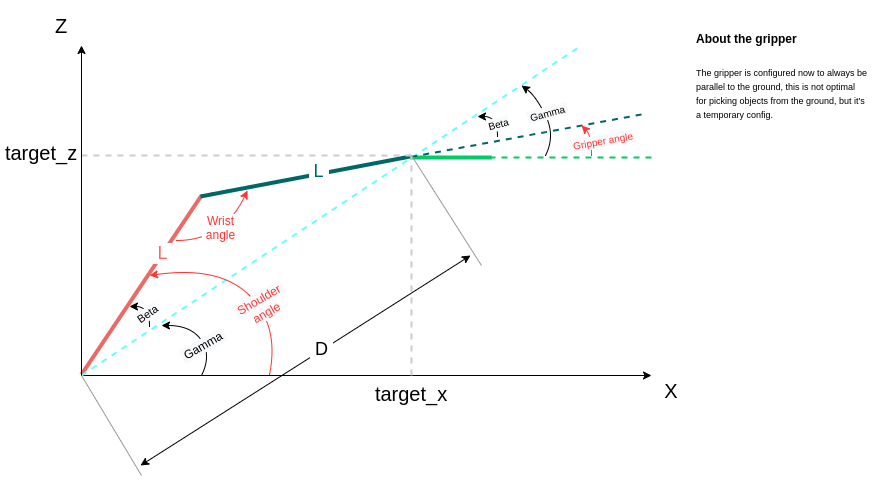 Z
About the gripper
The gripper is configured now to always be
parallel to the ground, this is not optimal
for picking objects from the ground, but it's
a temporary config.
Gamma
Beta
Gripper angle
target_z
L
Wrist
angle
L
Shoulder
angle
Beta
Gamma
D
target_x
X